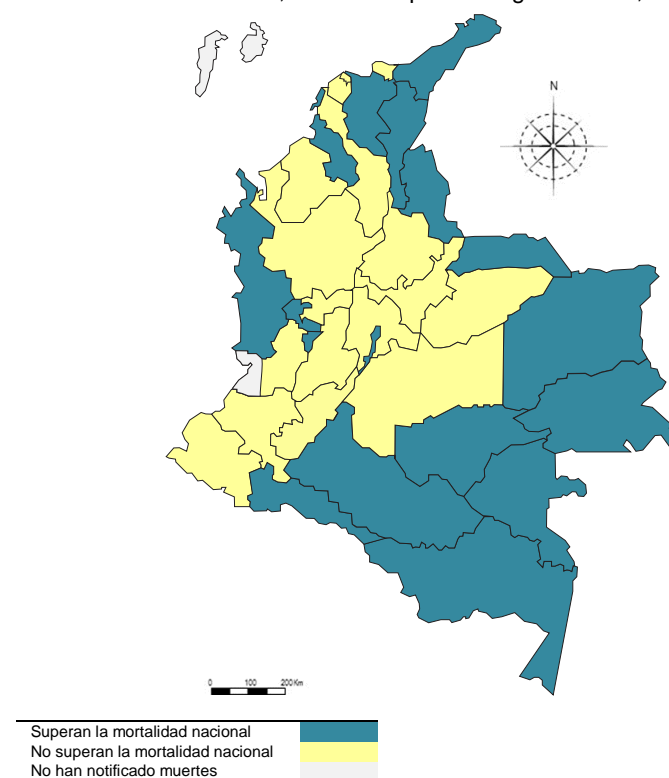 N
0 100 200 Km
Superan la mortalidad nacional
No superan la mortalidad nacional
No han notificado muertes